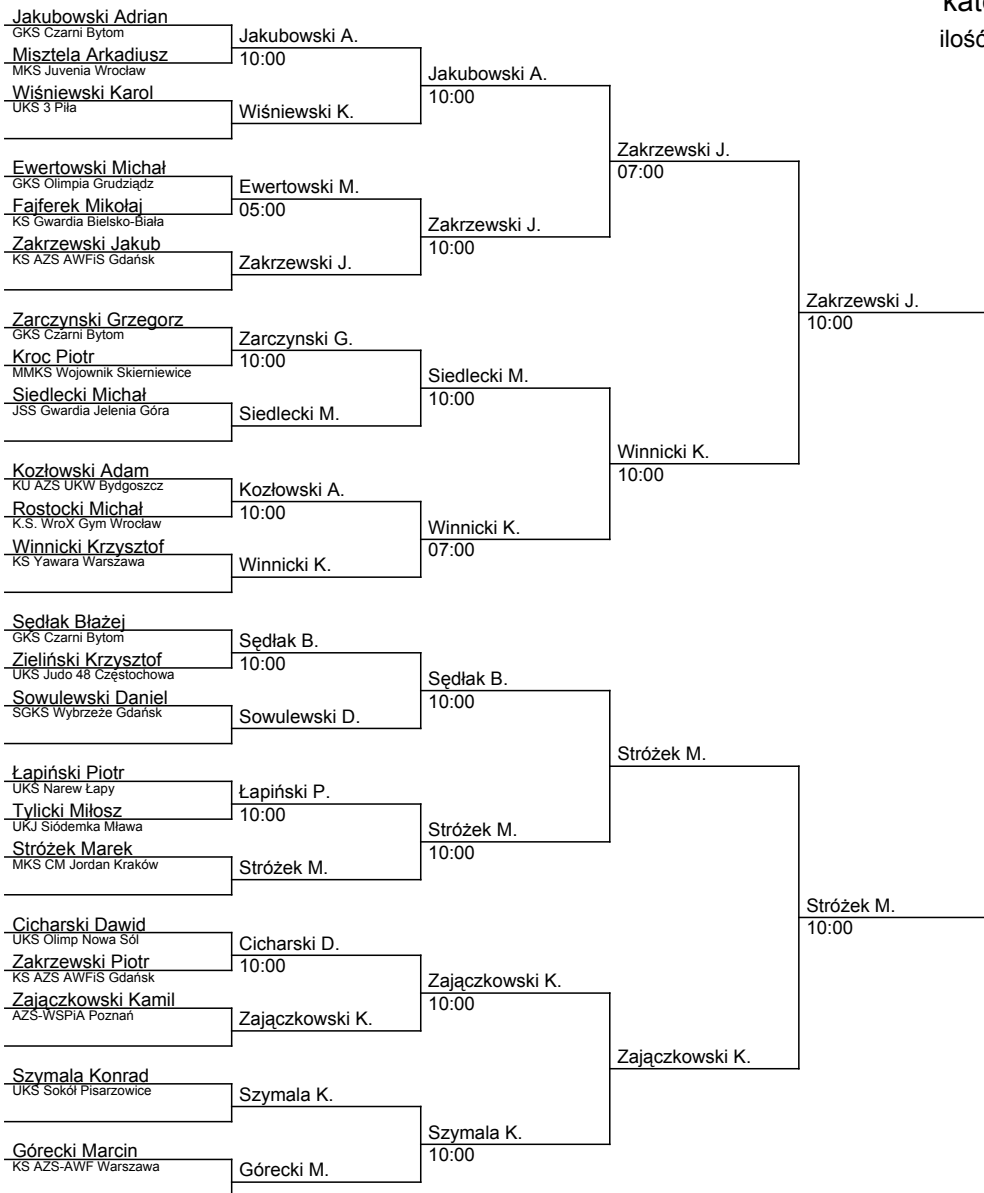 kat
ilość
Jakubowski Adrian
GKS Czarni Bytom
Jakubowski A.
Misztela Arkadiusz
10:00
MKS Juvenia Wrocław
Jakubowski A.
Wiśniewski Karol
10:00
UKS 3 Piła
Wiśniewski K.
Zakrzewski J.
Ewertowski Michał
07:00
GKS Olimpia Grudziądz
Ewertowski M.
Fajferek Mikołaj
05:00
KS Gwardia Bielsko-Biała
Zakrzewski J.
Zakrzewski Jakub
10:00
KS AZS AWFiS Gdańsk
Zakrzewski J.
Zakrzewski J.
Zarczynski Grzegorz
10:00
GKS Czarni Bytom
Zarczynski G.
Kroc Piotr
10:00
MMKS Wojownik Skierniewice
Siedlecki M.
Siedlecki Michał
10:00
JSS Gwardia Jelenia Góra
Siedlecki M.
Winnicki K.
Kozłowski Adam
10:00
KU AZS UKW Bydgoszcz
Kozłowski A.
Rostocki Michał
10:00
K.S. WroX Gym Wrocław
Winnicki K.
Winnicki Krzysztof
07:00
KS Yawara Warszawa
Winnicki K.
Sędłak Błażej
GKS Czarni Bytom
Sędłak B.
Zieliński Krzysztof
10:00
UKS Judo 48 Częstochowa
Sędłak B.
Sowulewski Daniel
10:00
SGKS Wybrzeże Gdańsk
Sowulewski D.
Stróżek M.
Łapiński Piotr
UKS Narew Łapy
Łapiński P.
Tylicki Miłosz
10:00
UKJ Siódemka Mława
Stróżek M.
Stróżek Marek
10:00
MKS CM Jordan Kraków
Stróżek M.
Stróżek M.
10:00
Cicharski Dawid
UKS Olimp Nowa Sól
Cicharski D.
Zakrzewski Piotr
10:00
KS AZS AWFiS Gdańsk
Zajączkowski K.
Zajączkowski Kamil
10:00
AZS-WSPiA Poznań
Zajączkowski K.
Zajączkowski K.
Szymala Konrad
UKS Sokół Pisarzowice
Szymala K.
Szymala K.
Górecki Marcin
10:00
KS AZS-AWF Warszawa
Górecki M.